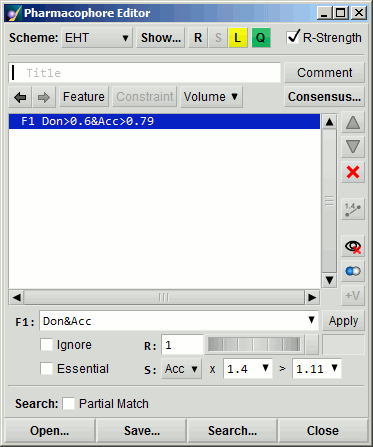 Pharmacophore Editor
Scheme: EHT Show... R S L Q R-Strength
Title Comment
Feature Constraint Volume Consensus...
F1 Don>0.6&Acc>0.79
1,4
+V
F1: Don&Acc Apply
Ignore R: 1
Essential S: Acc x 1.4 > 1.11
Search: Partial Match
Open... Save... Search... Close